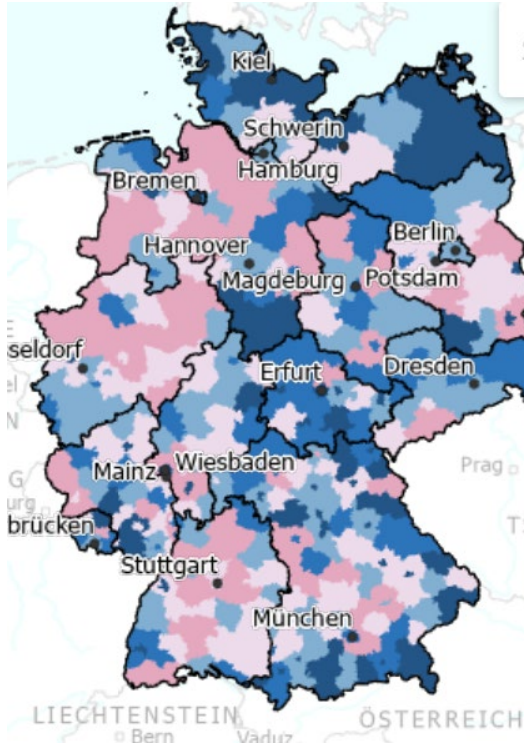 Kiel
Schwerin
Hamburg
Bremen
Berlin
Hannover
Magdeburg
Potsdam
seldorf
Erfurt
Dresden
Prag
Mainz
Wiesbaden
brücken
Stuttgart
München
LIECHTENSTEIN
ÖSTERREICH
Bern
Vaduz